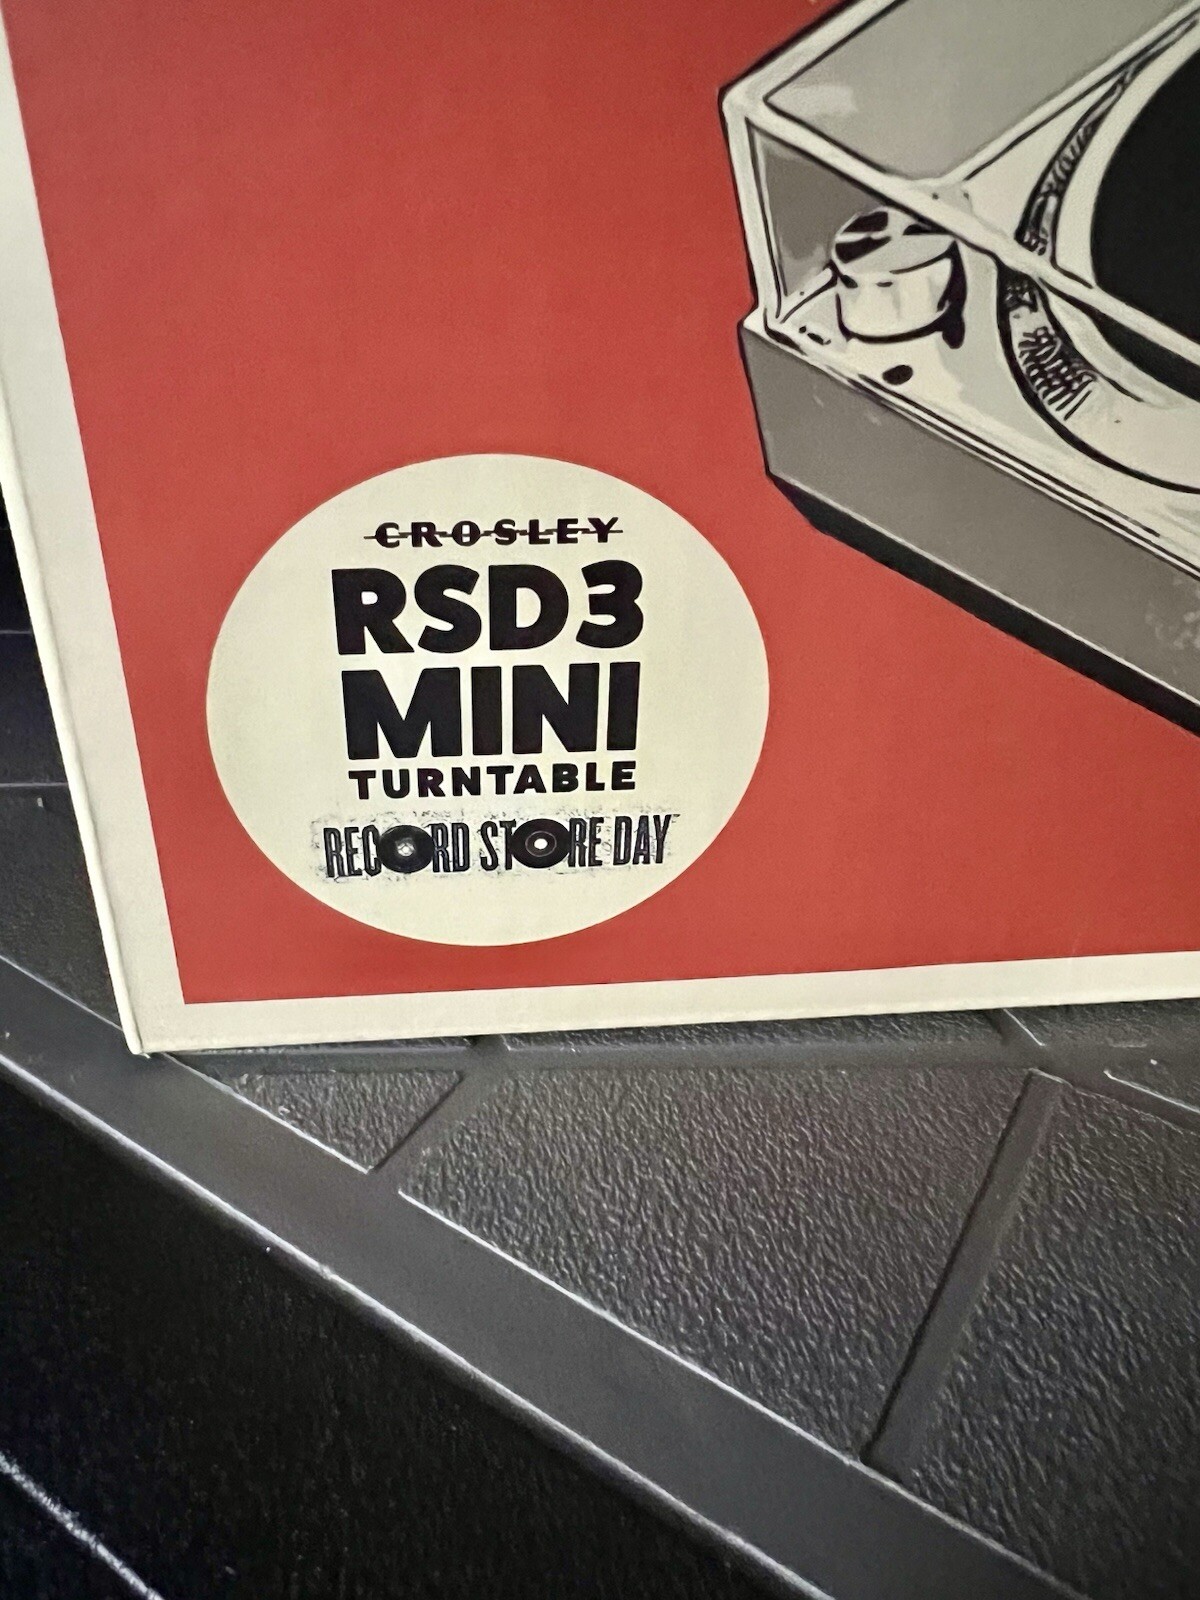 CROSLEY
RSD3
MINI
TURNTABLE
RECORD STORE DAY